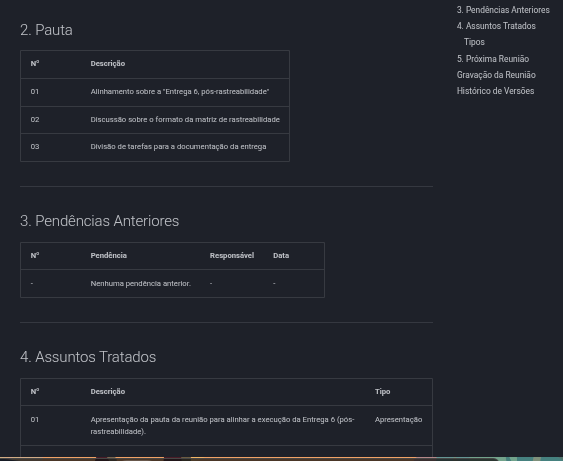 2. Pauta
Nº Descrição
01 Alinhamento sobre a "Entrega 6, pós-rastreabilidade"
02 Discussão sobre o formato da matriz de rastreabilidade
03 Divisão de tarefas para a documentação da entrega
3. Pendências Anteriores
Nº Pendência Responsável Data
- Nenhuma pendência anterior. - -
4. Assuntos Tratados
Nº Descrição Tipo
01 Apresentação da pauta da reunião para alinhar a execução da Entrega 6 (pós- Apresentação
rastreabilidade).
3. Pendências Anteriores
4. Assuntos Tratados
Tipos
5. Próxima Reunião
Gravação da Reunião
Histórico de Versões